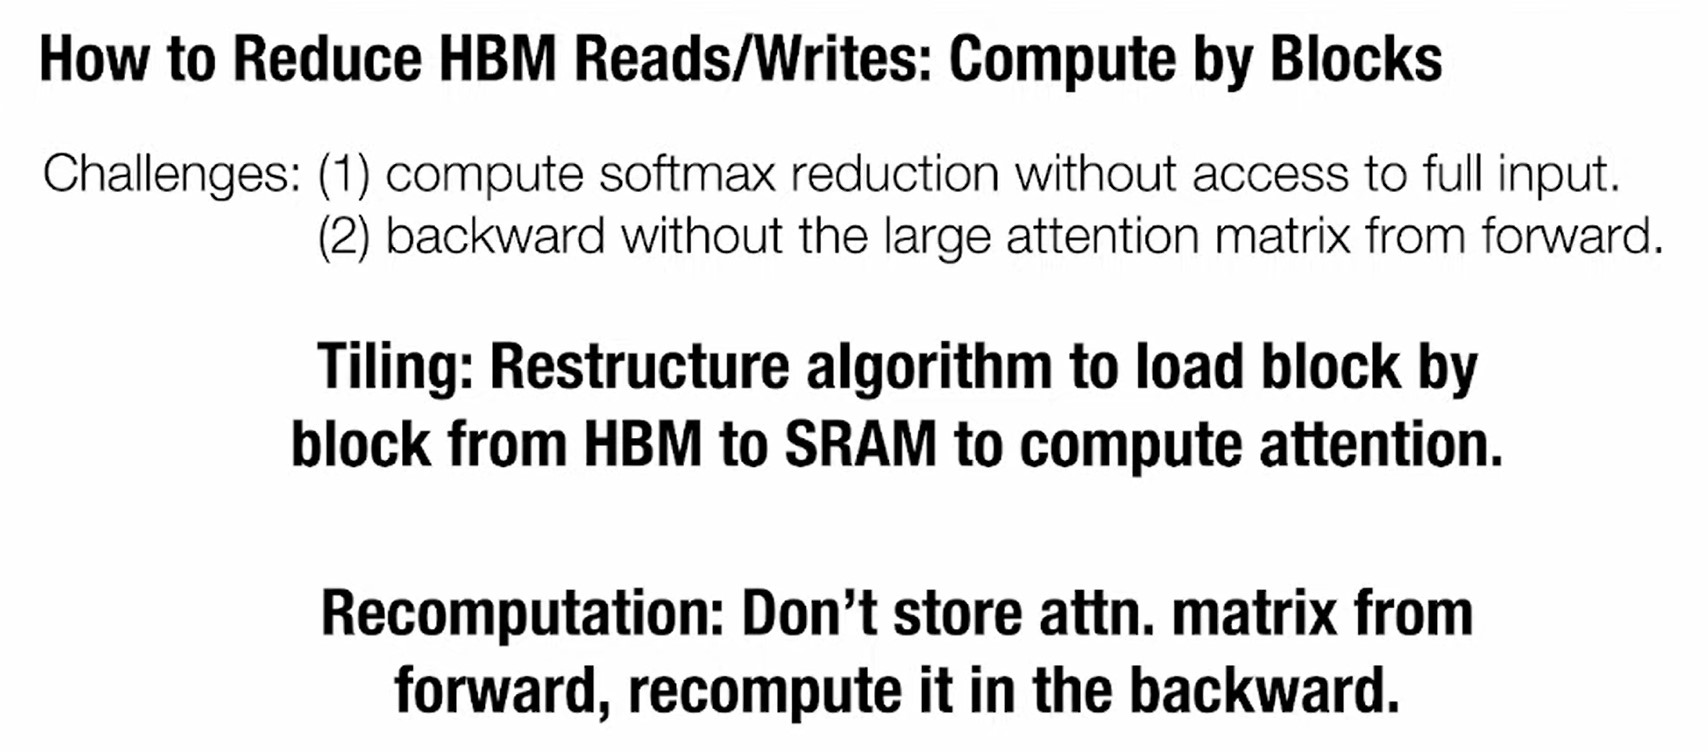 How to Reduce HBM Reads/Writes: Compute by Blocks
Challenges: (1) compute softmax reduction without access to full input.
(2) backward without the large attention matrix from forward.
Tiling: Restructure algorithm to load block by
block from HBM to SRAM to compute attention.
Recomputation: Don’t store attn. matrix from
forward, recompute it in the backward.